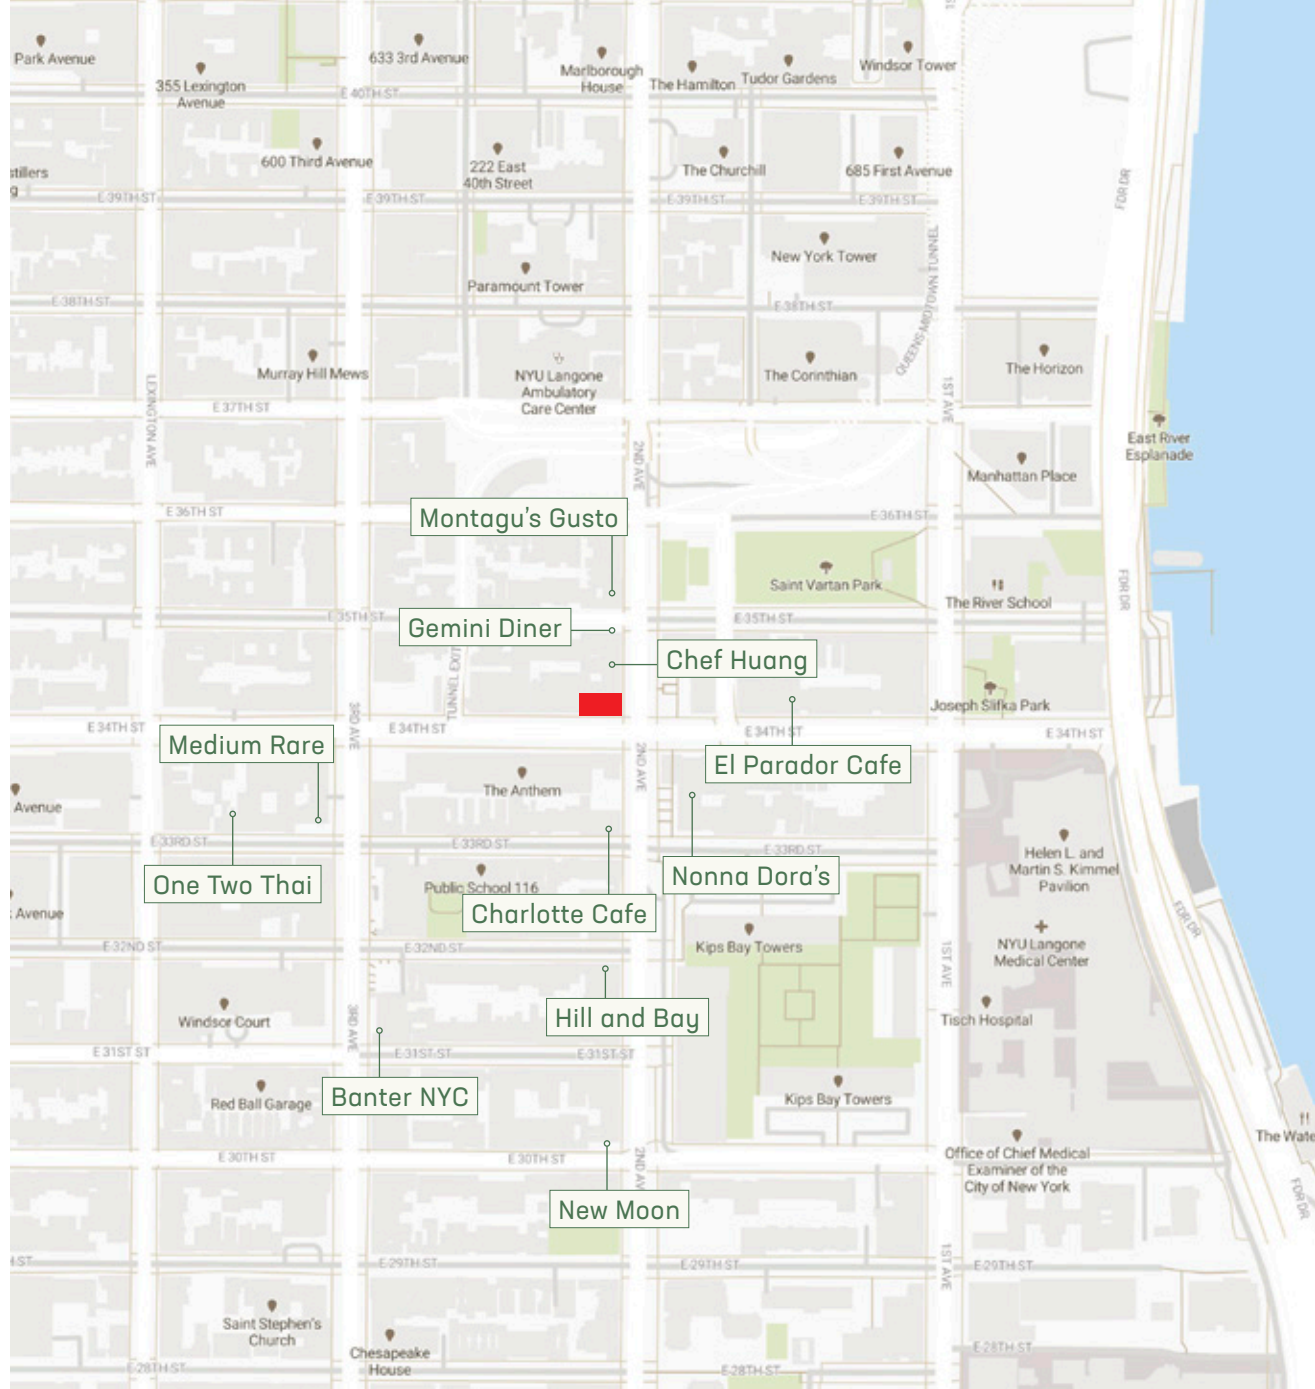 Park Avenue
355 Lexington
Avenue
633 3rd Avenue
Marlborough
House
The Hamilton
Tudor Gardens
Windsor Tower
E 40TH ST
600 Third Avenue
222 East
40th Street
The Churchill
685 First Avenue
stillers
E 39TH ST
E 39TH ST
E 39TH ST
E 39TH ST
FDR DR
New York Tower
Paramount Tower
QUEENS MIDTOWN TUNNEL
E 38TH ST
E 38TH ST
Murray Hill Mews
NYU Langone
Ambulatory
Care Center
The Corinthian
The Horizon
LEXINGTON AVE
E 37TH ST
1ST AVE
2ND AVE
East River
Esplanade
Manhattan Place
E 36TH ST
Montagu's Gusto
E 36TH ST
Saint Vartan Park
The River School
FDR DR
E 35TH ST
Gemini Diner
E 35TH ST
Chef Huang
TUNNEL EXIT
Joseph Slifka Park
3RD AVE
E 34TH ST
E 34TH ST
E 34TH ST
E 34TH ST
Medium Rare
2ND AVE
El Parador Cafe
The Anthem
Avenue
E 33RD ST
E 33RD ST
E 33RD ST
Helen L. and
Martin S. Kimmel
Pavilion
One Two Thai
Public School 116
Nonna Dora's
Avenue
Charlotte Cafe
FDR DR
E 32ND ST
E 32ND ST
Kips Bay Towers
1ST AVE
NYU Langone
Medical Center
Windsor Court
3RD AVE
Hill and Bay
Tisch Hospital
E 31ST ST
E 31ST ST
E 31ST ST
Red Ball Garage
Banter NYC
Kips Bay Towers
The Wate
E 30TH ST
E 30TH ST
2ND AV
Office of Chief Medical
Examiner of the
City of New York
FDR DR
New Moon
H ST
E 29TH ST
E 29TH ST
1ST AVE
E 29TH ST
Saint Stephen's
Church
Chesapeake
House
E 28TH ST
E 28TH ST
E 28TH ST